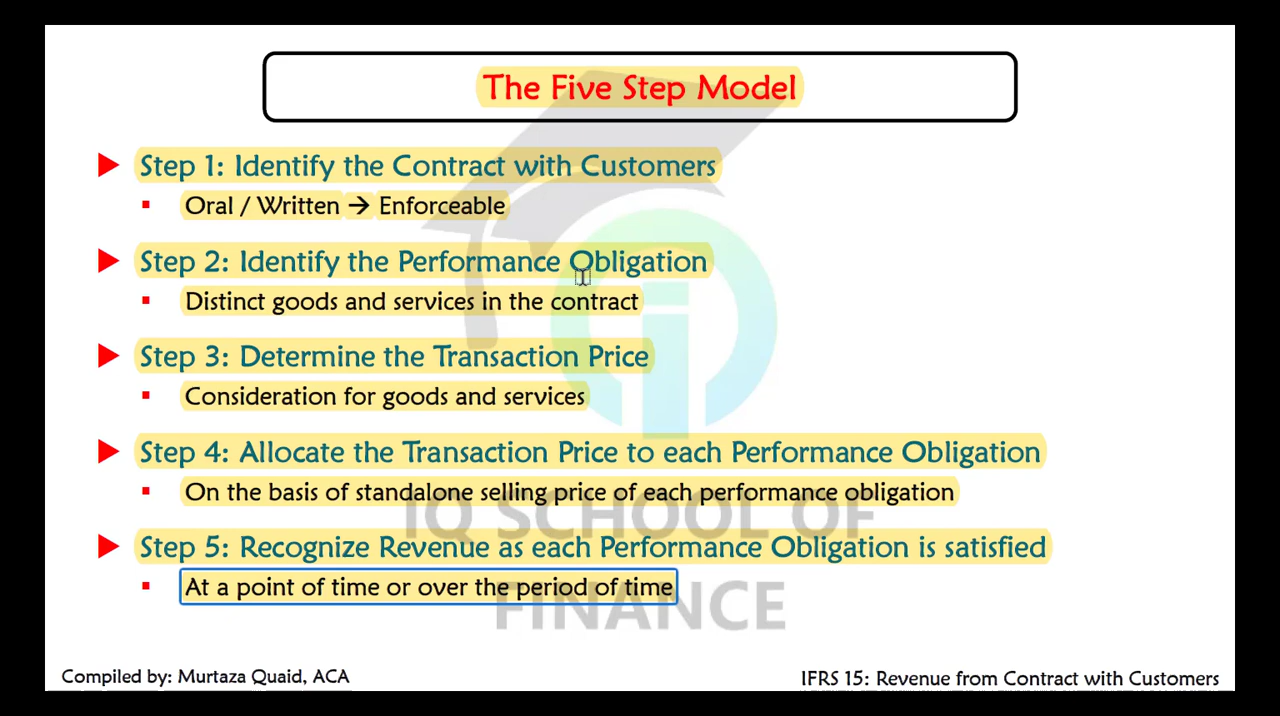 The Five Step Model
Step 1: Identify the Contract with Customers
Oral / Written → Enforceable
Step 2: Identify the Performance Obligation
Distinct goods and services in the contract
Step 3: Determine the Transaction Price
Consideration for goods and services
Step 4: Allocate the Transaction Price to each Performance Obligation
On the basis of standalone selling price of each performance obligation
IQ SCHOOL OF
Step 5: Recognize Revenue as each Performance Obligation is satisfied
At a point of time or over the period of time
FINANCE
Compiled by: Murtaza Quaid, ACA
IFRS 15: Revenue from Contract with Customers